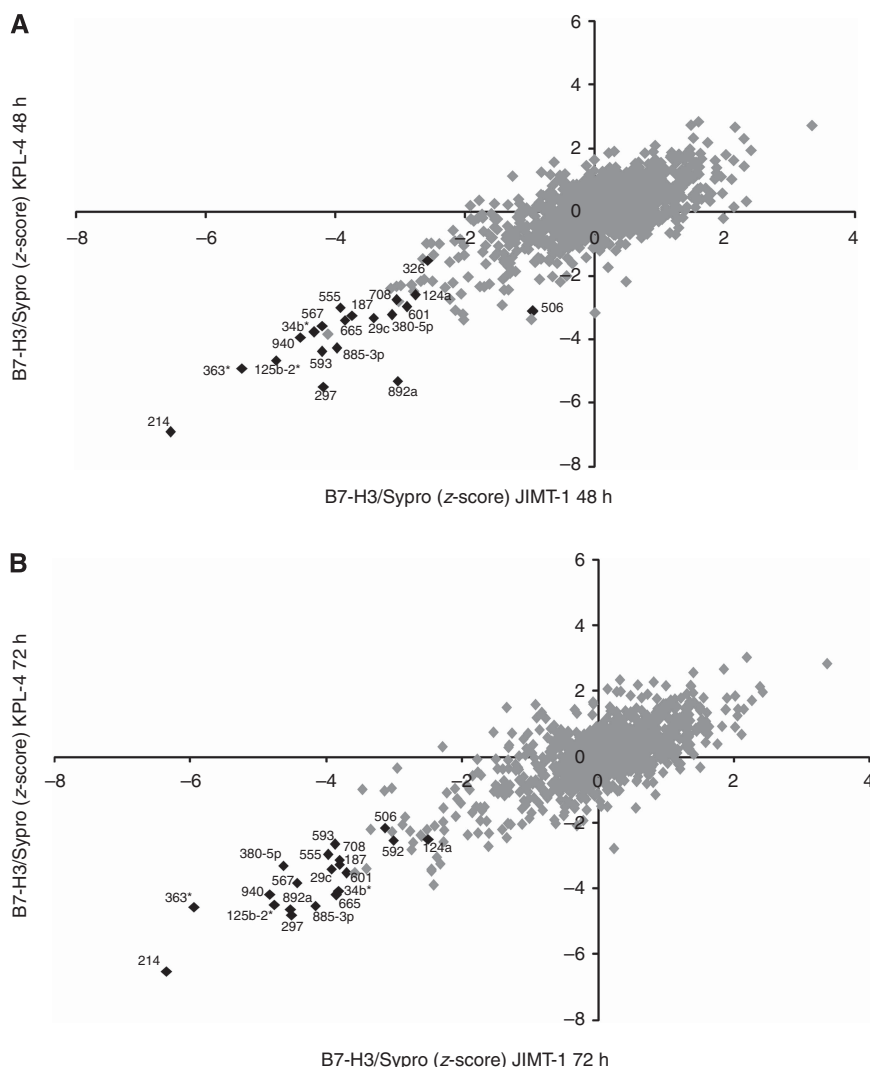 A
B7-H3/Sypro (z-score) KPL-4 48 h
6
4
2
0
–2
–4
–6
–8
–8
–6
–4
–2
0
2
4
326
708
124a
555
187
567
601
506
34b*
665
29c
380-5p
940
593
885-3p
363*
125b-2*
297
892a
214
B7-H3/Sypro (z-score) JIMT-1 48 h
B
B7-H3/Sypro (z-score) KPL-4 72 h
6
4
2
0
–2
–4
–6
–8
–8
–6
–4
–2
0
2
4
506
593
708
592
124a
380-5p
555
187
29c
601
567
34b*
363*
940
892a
665
125b-2*
885-3p
297
214
B7-H3/Sypro (z-score) JIMT-1 72 h